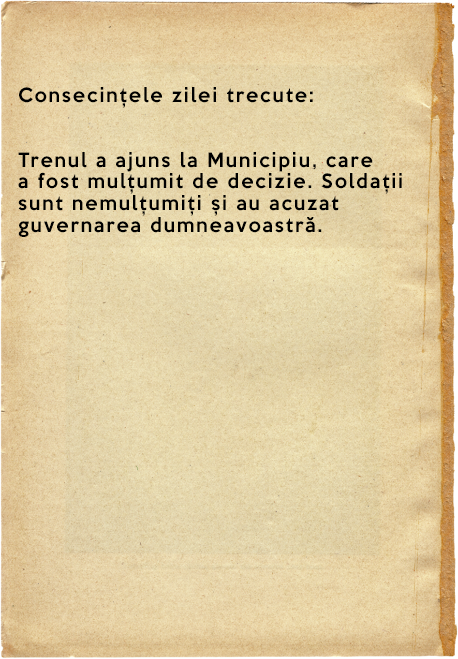 Consecințele zilei trecute:
Trenul a ajuns la Municipiu, care
a fost mulțumit de decizie. Soldații
sunt nemulțumiți și au acuzat
guvernarea dumneavoastră.